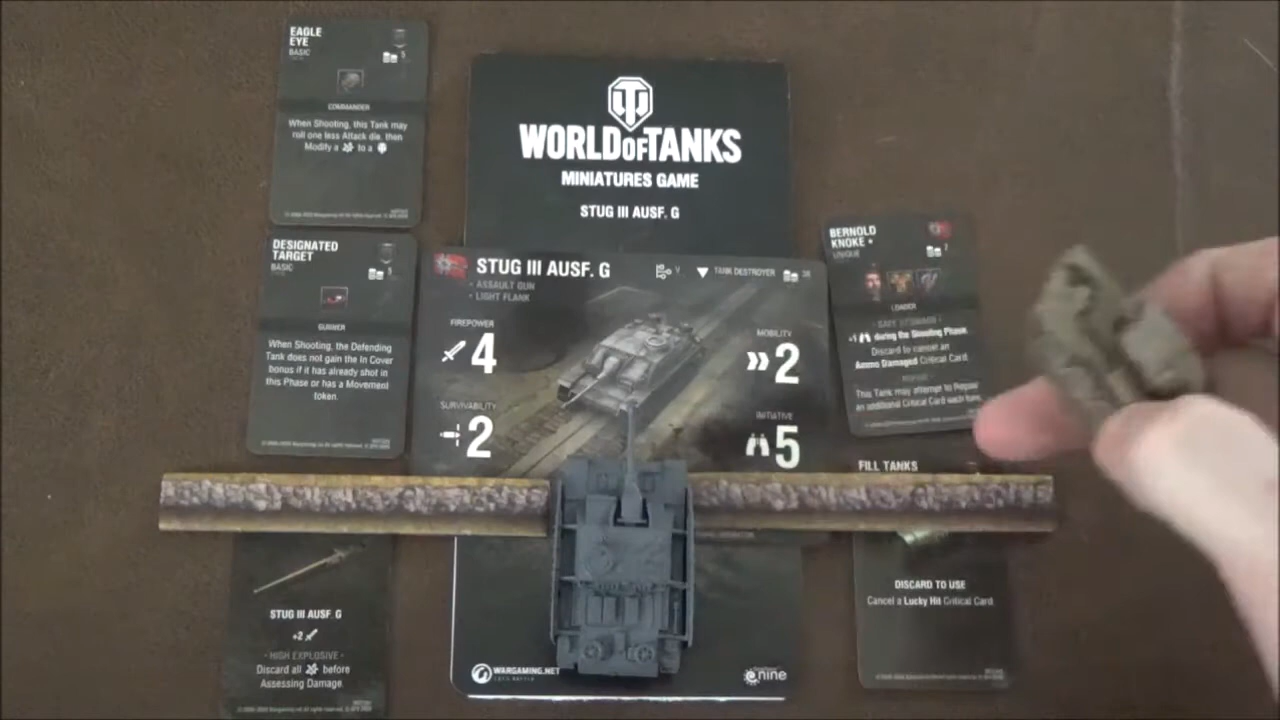 EAGLE
EYE
BASIC
5
COMMANDER
When Shooting, this Tank may
roll one less Attack die, then
Modify a to a
DESIGNATED
TARGET
BASIC
GUNNER
When Shooting, the Defending
Tank does not gain the In Cover
bonus if it has already shot in
this Phase or has a Movement
token.
STUG III AUSF. G
+2
- HIGH EXPLOSIVE -
Discard all before
Assessing Damage.
WORLD OF TANKS
MINIATURES GAME
STUG III AUSF. G
STUG III AUSF. G
V
TANK DESTROYER
38
- ASSAULT GUN
- LIGHT FLANK
FIREPOWER
4
MOBILITY
2
SURVIVABILITY
2
INITIATIVE
5
WARGAMING.NET
LET'S BATTLE
BERNOLD
KNOKE
UNIQUE
LOADER
+1 during the Shooting Phase.
Discard to cancel an
Ammo Damaged Critical Card.
This Tank may attempt to Repair
an additional Critical Card each turn.
FILL TANKS
DISCARD TO USE
Cancel a Lucky Hit Critical Card.